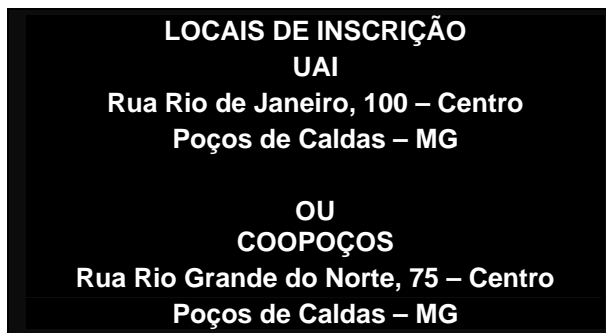 LOCAIS DE INSCRIÇÃO
UAI
Rua Rio de Janeiro, 100 – Centro
Poços de Caldas – MG
OU
COOPOÇOS
Rua Rio Grande do Norte, 75 – Centro
Poços de Caldas – MG